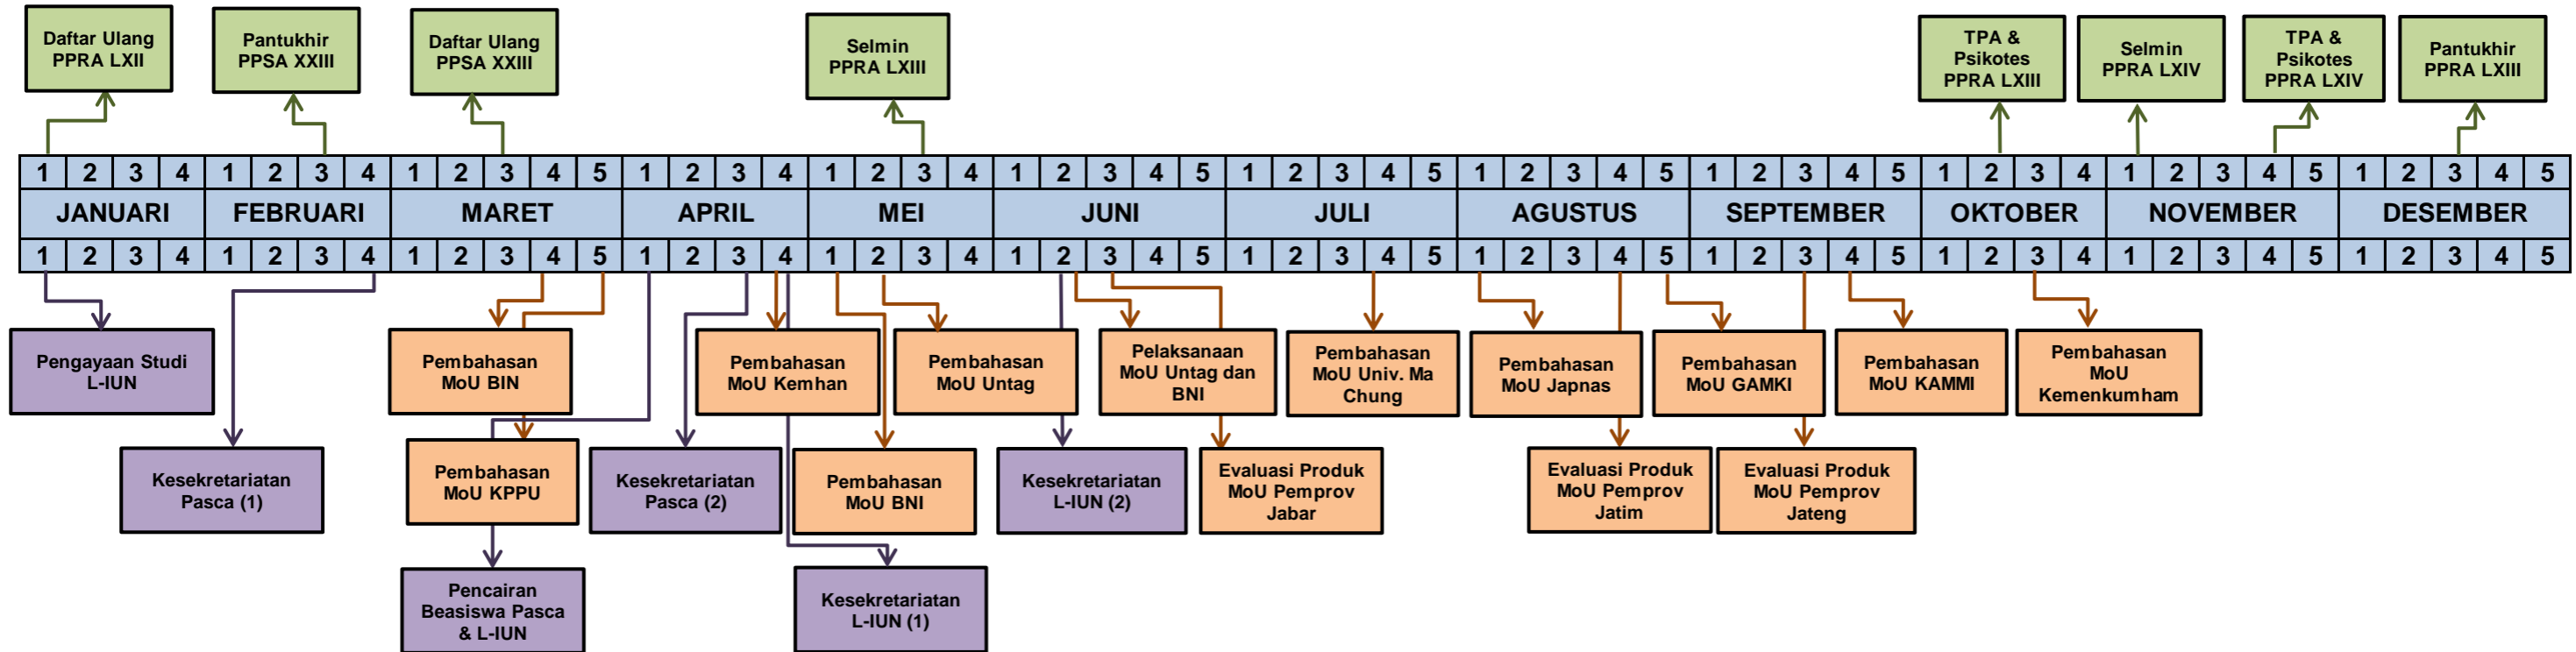 Daftar Ulang
PPRA LXII
Pantukhir
PPSA XXIII
Daftar Ulang
PPSA XXIII
Selmin
PPRA LXIII
TPA &
Psikotes
PPRA LXIII
Selmin
PPRA LXIV
TPA &
Psikotes
PPRA LXIV
Pantukhir
PPRA LXIII
1 2 3 4 1 2 3 4 1 2 3 4 5 1 2 3 4 1 2 3 4 1 2 3 4 5 1 2 3 4 5 1 2 3 4 5 1 2 3 4 5 1 2 3 4 1 2 3 4 5 1 2 3 4 5
JANUARI FEBRUARI MARET APRIL MEI JUNI JULI AGUSTUS SEPTEMBER OKTOBER NOVEMBER DESEMBER
1 2 3 4 1 2 3 4 1 2 3 4 5 1 2 3 4 1 2 3 4 1 2 3 4 5 1 2 3 4 5 1 2 3 4 5 1 2 3 4 5 1 2 3 4 1 2 3 4 5 1 2 3 4 5
Pengayaan Studi
L-IUN
Pembahasan
MoU BIN
Pembahasan
MoU Kemhan
Pembahasan
MoU Untag
Pelaksanaan
MoU Untag dan
BNI
Pembahasan
MoU Univ. Ma
Chung
Pembahasan
MoU Japnas
Pembahasan
MoU GAMKI
Pembahasan
MoU KAMMI
Pembahasan
MoU
Kemenkumham
Kesekretariatan
Pasca (1)
Pembahasan
MoU KPPU
Kesekretariatan
Pasca (2)
Pembahasan
MoU BNI
Kesekretariatan
L-IUN (2)
Evaluasi Produk
MoU Pemprov
Jabar
Evaluasi Produk
MoU Pemprov
Jatim
Evaluasi Produk
MoU Pemprov
Jateng
Pencairan
Beasiswa Pasca
& L-IUN
Kesekretariatan
L-IUN (1)